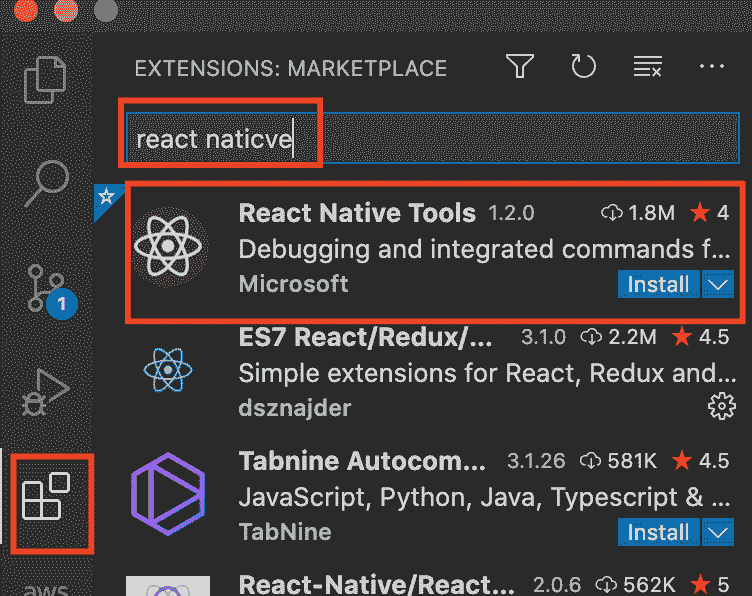 EXTENSIONS: MARKETPLACE
react naticve
React Native Tools 1.2.0 1.8M 4
Debugging and integrated commands f...
Microsoft Install
1
ES7 React/Redux/... 3.1.0 2.2M 4.5
Simple extensions for React, Redux and...
dsznajder
Tabnine Autocom... 3.1.26 581K 4.5
JavaScript, Python, Java, Typescript & ...
TabNine Install
aws
React-Native/React... 2.0.6 562K 5